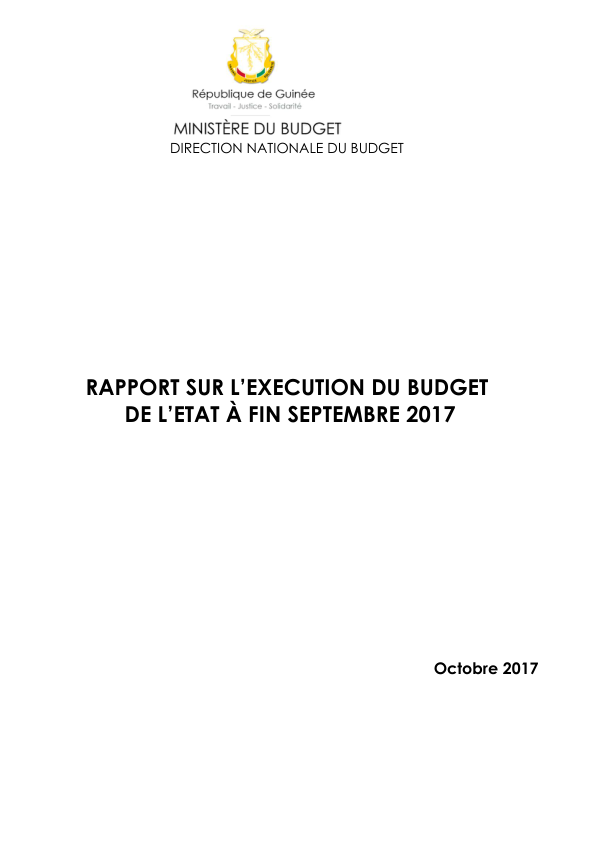 République de Guinée
Travail - Justice - Solidarité
MINISTÈRE DU BUDGET
DIRECTION NATIONALE DU BUDGET
RAPPORT SUR L'EXECUTION DU BUDGET
DE L'ETAT À FIN SEPTEMBRE 2017
Octobre 2017